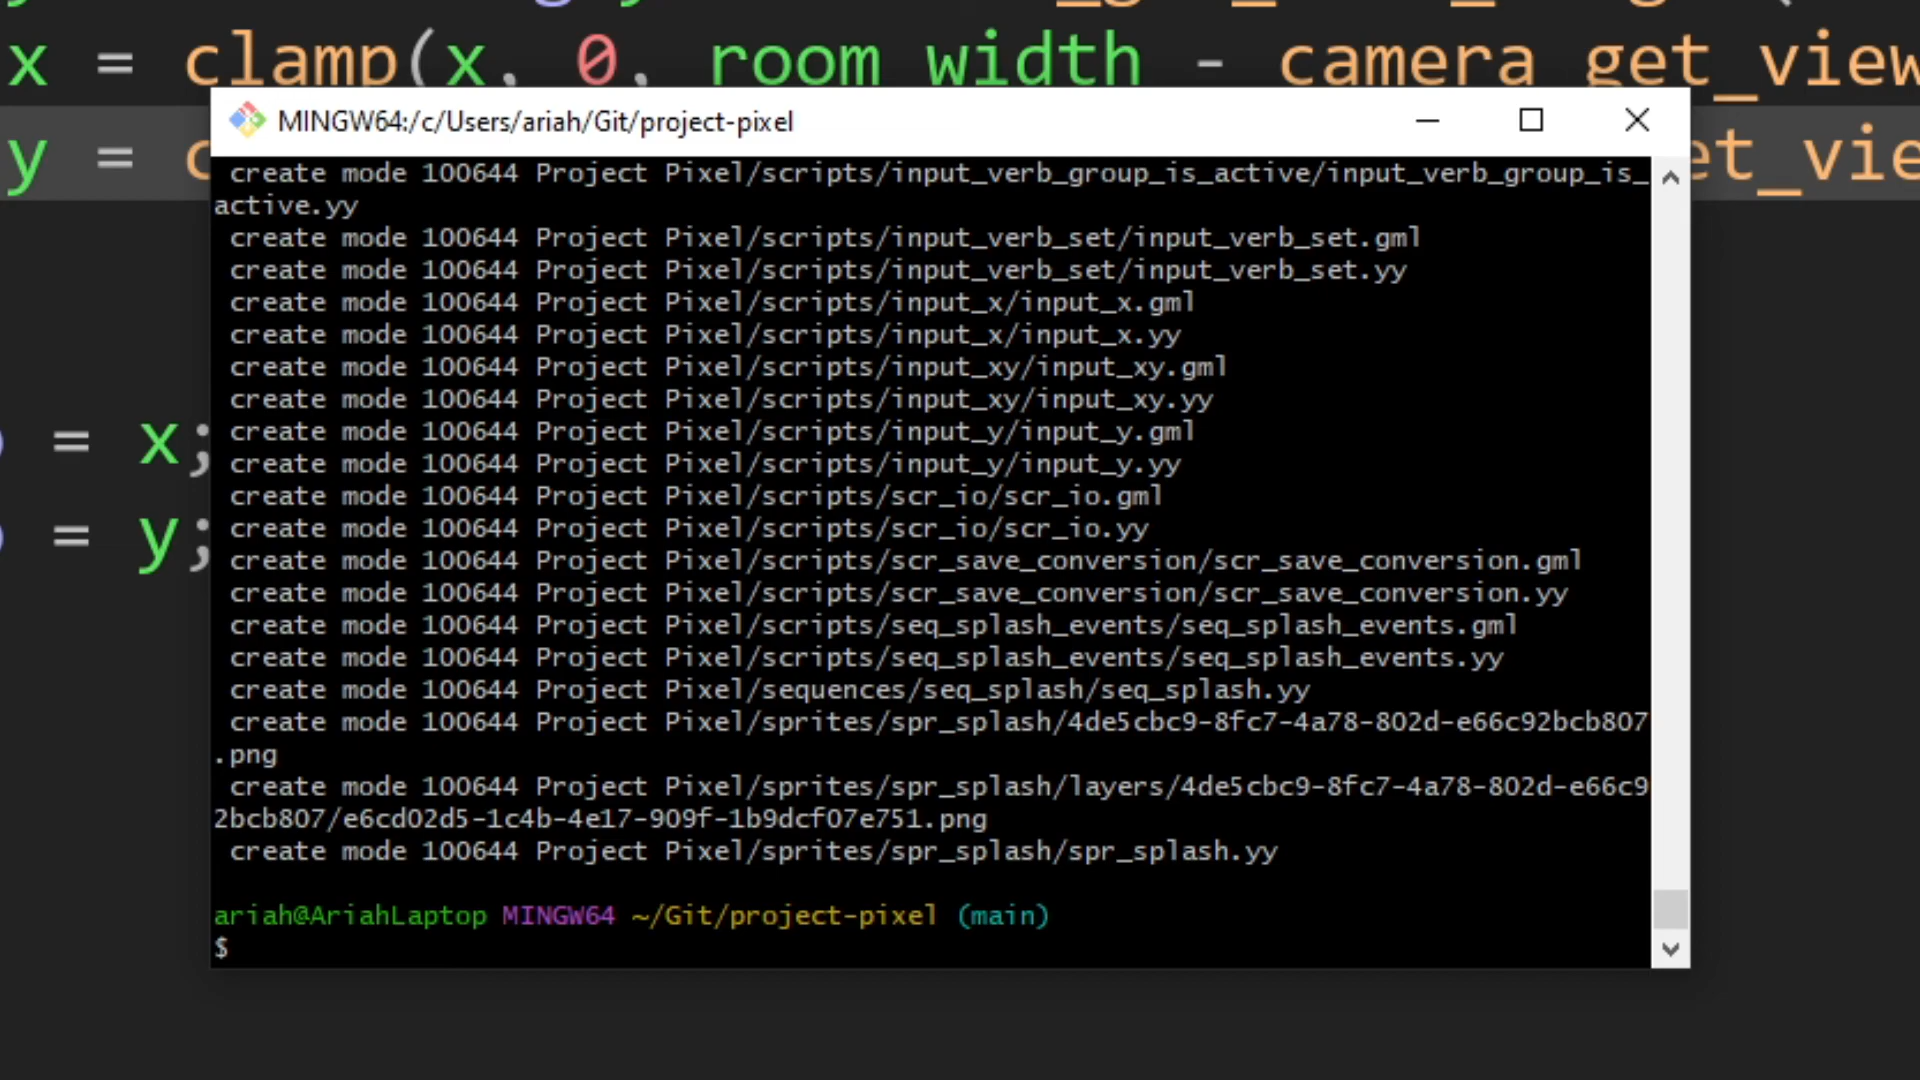 x = clamp(x, 0, room_width - camera_get_view
MINGW64:/c/Users/ariah/Git/project-pixel
y = c
et_vie
create mode 100644 Project Pixel/scripts/input_verb_group_is_active/input_verb_group_is_
active.yy
create mode 100644 Project Pixel/scripts/input_verb_set/input_verb_set.gml
create mode 100644 Project Pixel/scripts/input_verb_set/input_verb_set.yy
create mode 100644 Project Pixel/scripts/input_x/input_x.gml
create mode 100644 Project Pixel/scripts/input_x/input_x.yy
create mode 100644 Project Pixel/scripts/input_xy/input_xy.gml
create mode 100644 Project Pixel/scripts/input_xy/input_xy.yy
create mode 100644 Project Pixel/scripts/input_y/input_y.gml
create mode 100644 Project Pixel/scripts/input_y/input_y.yy
create mode 100644 Project Pixel/scripts/scr_io/scr_io.gml
create mode 100644 Project Pixel/scripts/scr_io/scr_io.yy
create mode 100644 Project Pixel/scripts/scr_save_conversion/scr_save_conversion.gml
create mode 100644 Project Pixel/scripts/scr_save_conversion/scr_save_conversion.yy
create mode 100644 Project Pixel/scripts/seq_splash_events/seq_splash_events.gml
create mode 100644 Project Pixel/scripts/seq_splash_events/seq_splash_events.yy
create mode 100644 Project Pixel/sequences/seq_splash/seq_splash.yy
create mode 100644 Project Pixel/sprites/spr_splash/4de5cbc9-8fc7-4a78-802d-e66c92bcb807
.png
create mode 100644 Project Pixel/sprites/spr_splash/layers/4de5cbc9-8fc7-4a78-802d-e66c9
2bcb807/e6cd02d5-1c4b-4e17-909f-1b9dcf07e751.png
create mode 100644 Project Pixel/sprites/spr_splash/spr_splash.yy
ariah@AriahLaptop MINGW64 ~/Git/project-pixel (main)
$
= x;
= y;